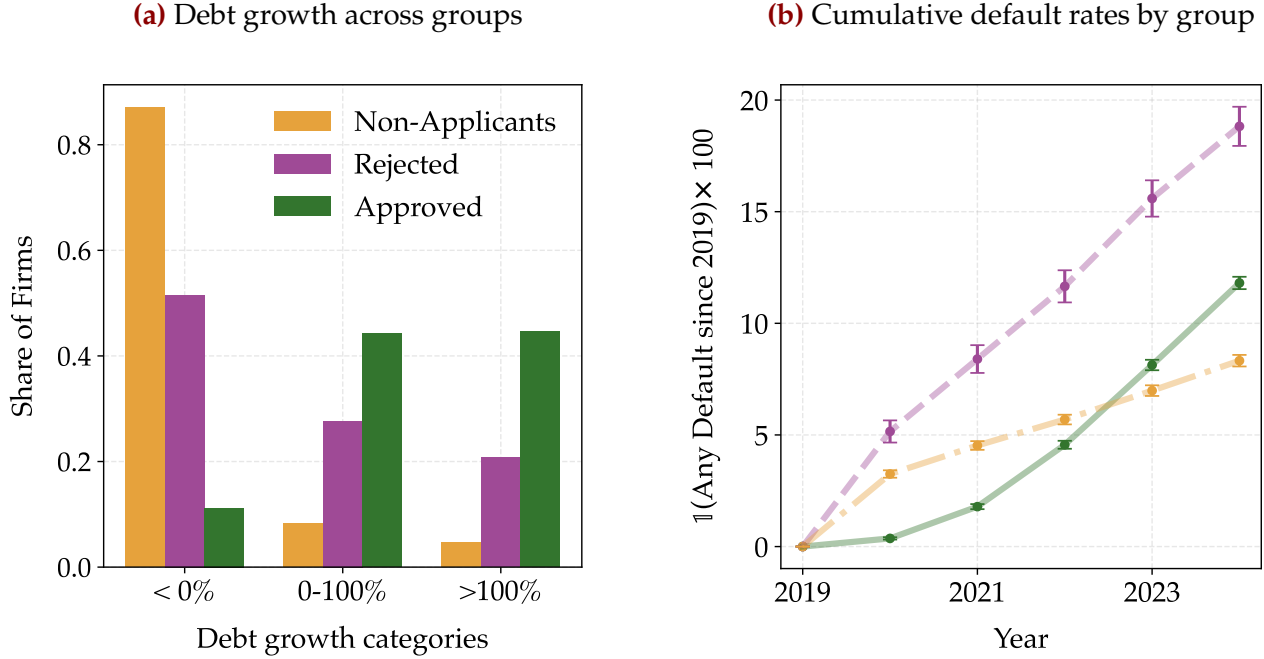 (a) Debt growth across groups
Share of Firms
0.8
0.6
0.4
0.2
0.0
Non-Applicants
Rejected
Approved
< 0%
0-100%
>100%
Debt growth categories
(b) Cumulative default rates by group
𝟙(Any Default since 2019)× 100
20
15
10
5
0
2019
2021
2023
Year